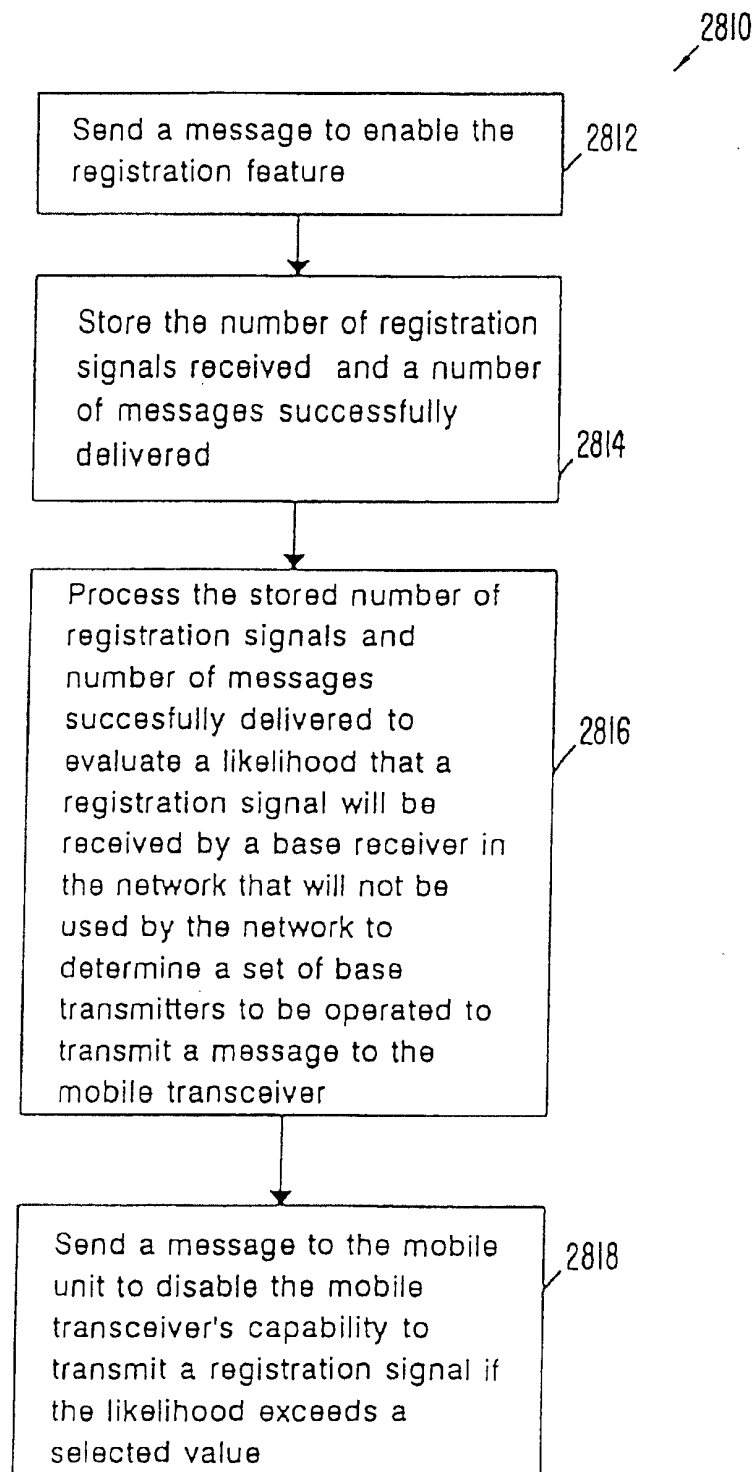 2810
Send a message to enable the
registration feature
2812
Store the number of registration
signals received and a number
of messages successfully
delivered
2814
Process the stored number of
registration signals and
number of messages
succesfully delivered to
evaluate a likelihood that a
registration signal will be
received by a base receiver in
the network that will not be
used by the network to
determine a set of base
transmitters to be operated to
transmit a message to the
mobile transceiver
2816
Send a message to the mobile
unit to disable the mobile
transceiver's capability to
transmit a registration signal if
the likelihood exceeds a
selected value
2818